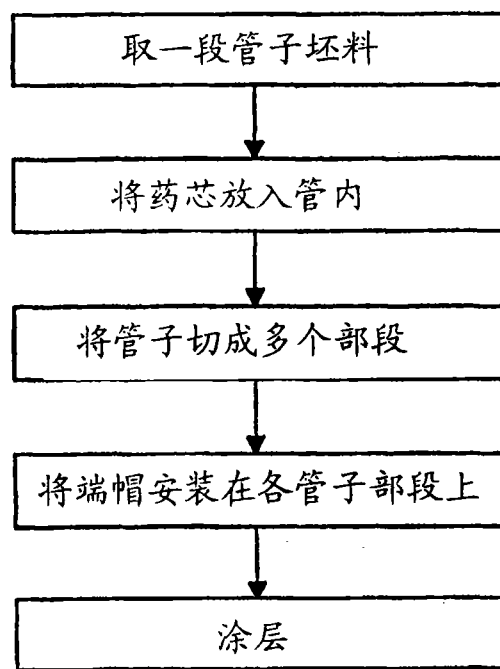 取一段管子坯料
将药芯放入管内
将管子切成多个部段
将端帽安装在各管子部段上
涂层